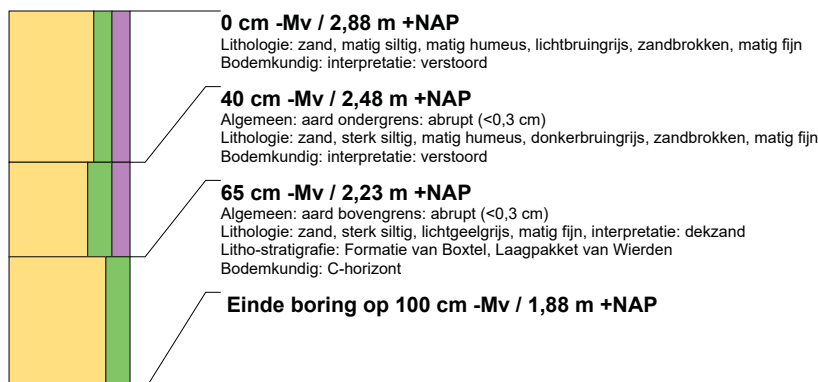 0 cm -Mv / 2,88 m +NAP
Lithologie: zand, matig siltig, matig humeus, lichtbruingrijs, zandbrokken, matig fijn
Bodemkundig: interpretatie: verstoord
40 cm -Mv / 2,48 m +NAP
Algemeen: aard ondergrens: abrupt (<0,3 cm)
Lithologie: zand, sterk siltig, matig humeus, donkerbruingrijs, zandbrokken, matig fijn
Bodemkundig: interpretatie: verstoord
65 cm -Mv / 2,23 m +NAP
Algemeen: aard bovengrens: abrupt (<0,3 cm)
Lithologie: zand, sterk siltig, lichtgeelgrijs, matig fijn, interpretatie: dekzand
Litho-stratigrafie: Formatie van Boxtel, Laagpakket van Wierden
Bodemkundig: C-horizont
Einde boring op 100 cm -Mv / 1,88 m +NAP